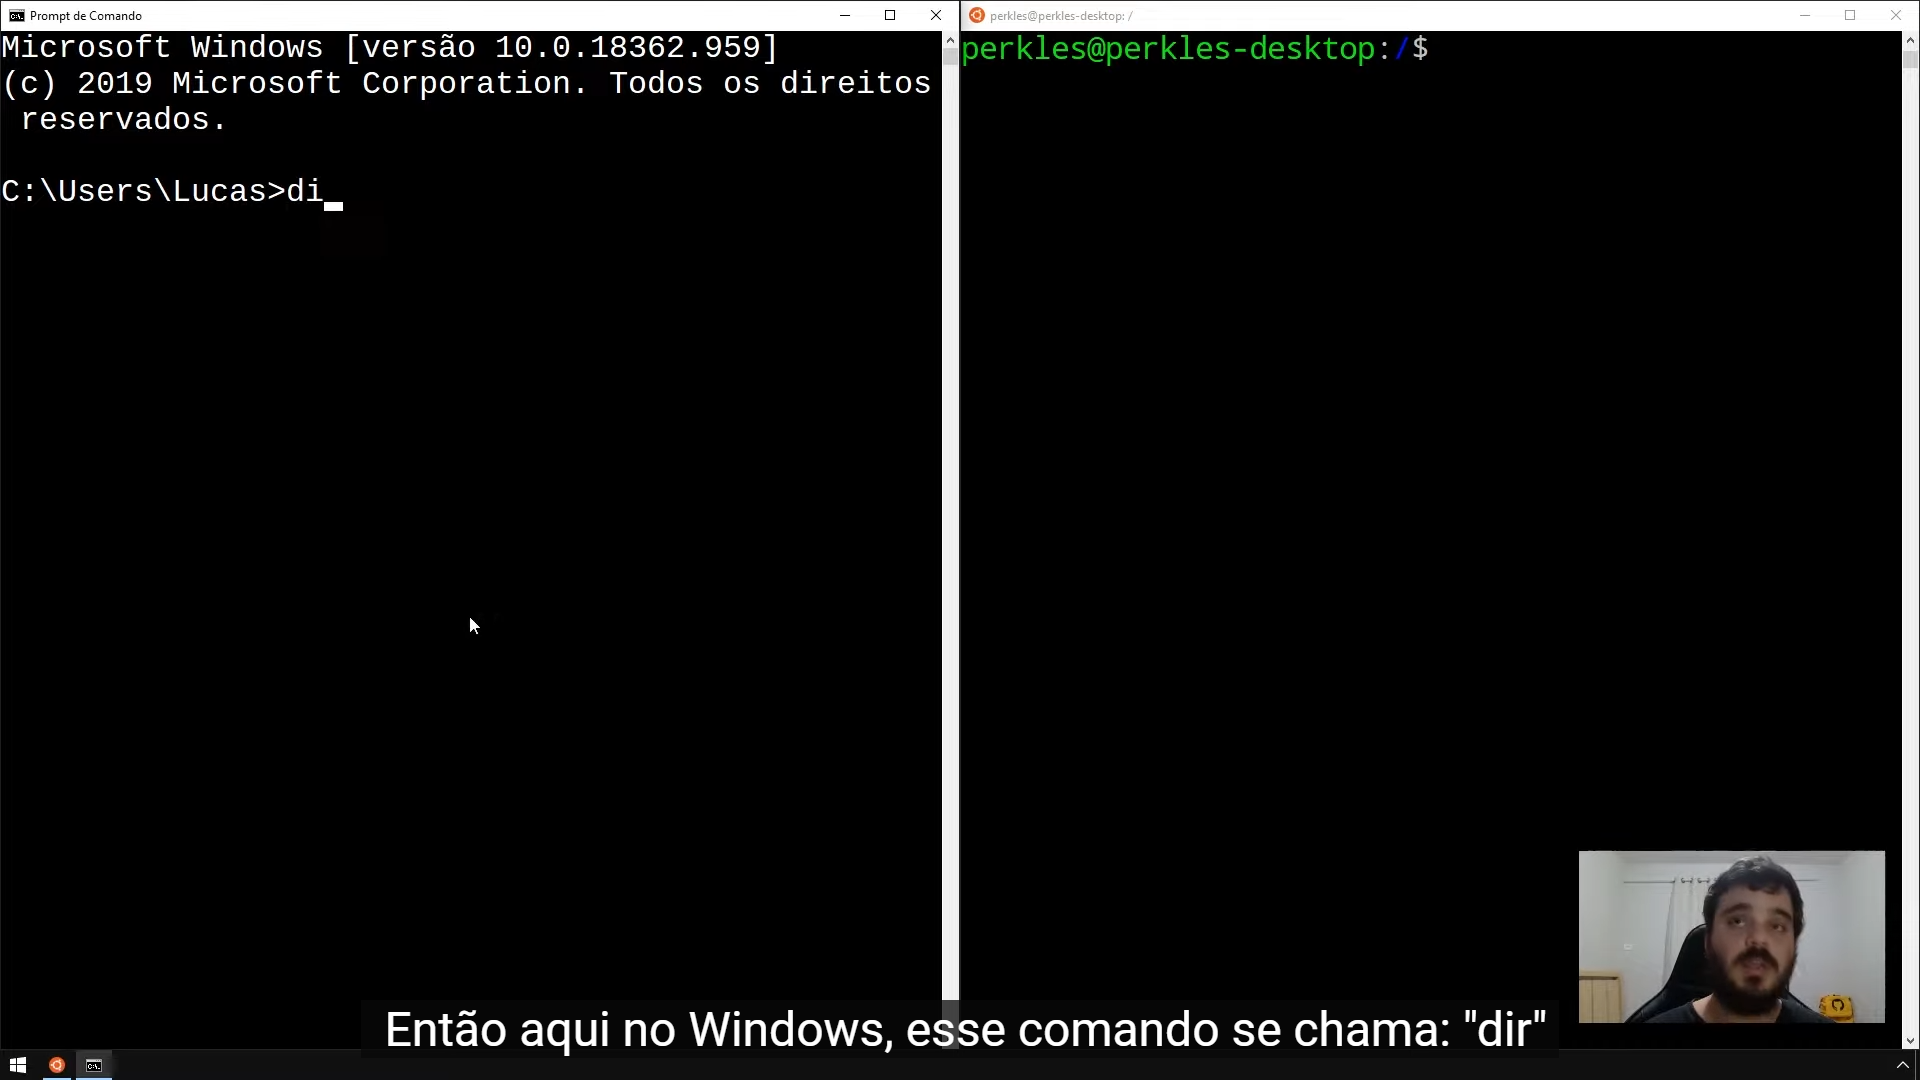 Prompt de Comando
Microsoft Windows [versão 10.0.18362.959]
(c) 2019 Microsoft Corporation. Todos os direitos
reservados.
C:\Users\Lucas>di
perkles@perkles-desktop: /
perkles@perkles-desktop:/$
Então aqui no Windows, esse comando se chama: "dir"